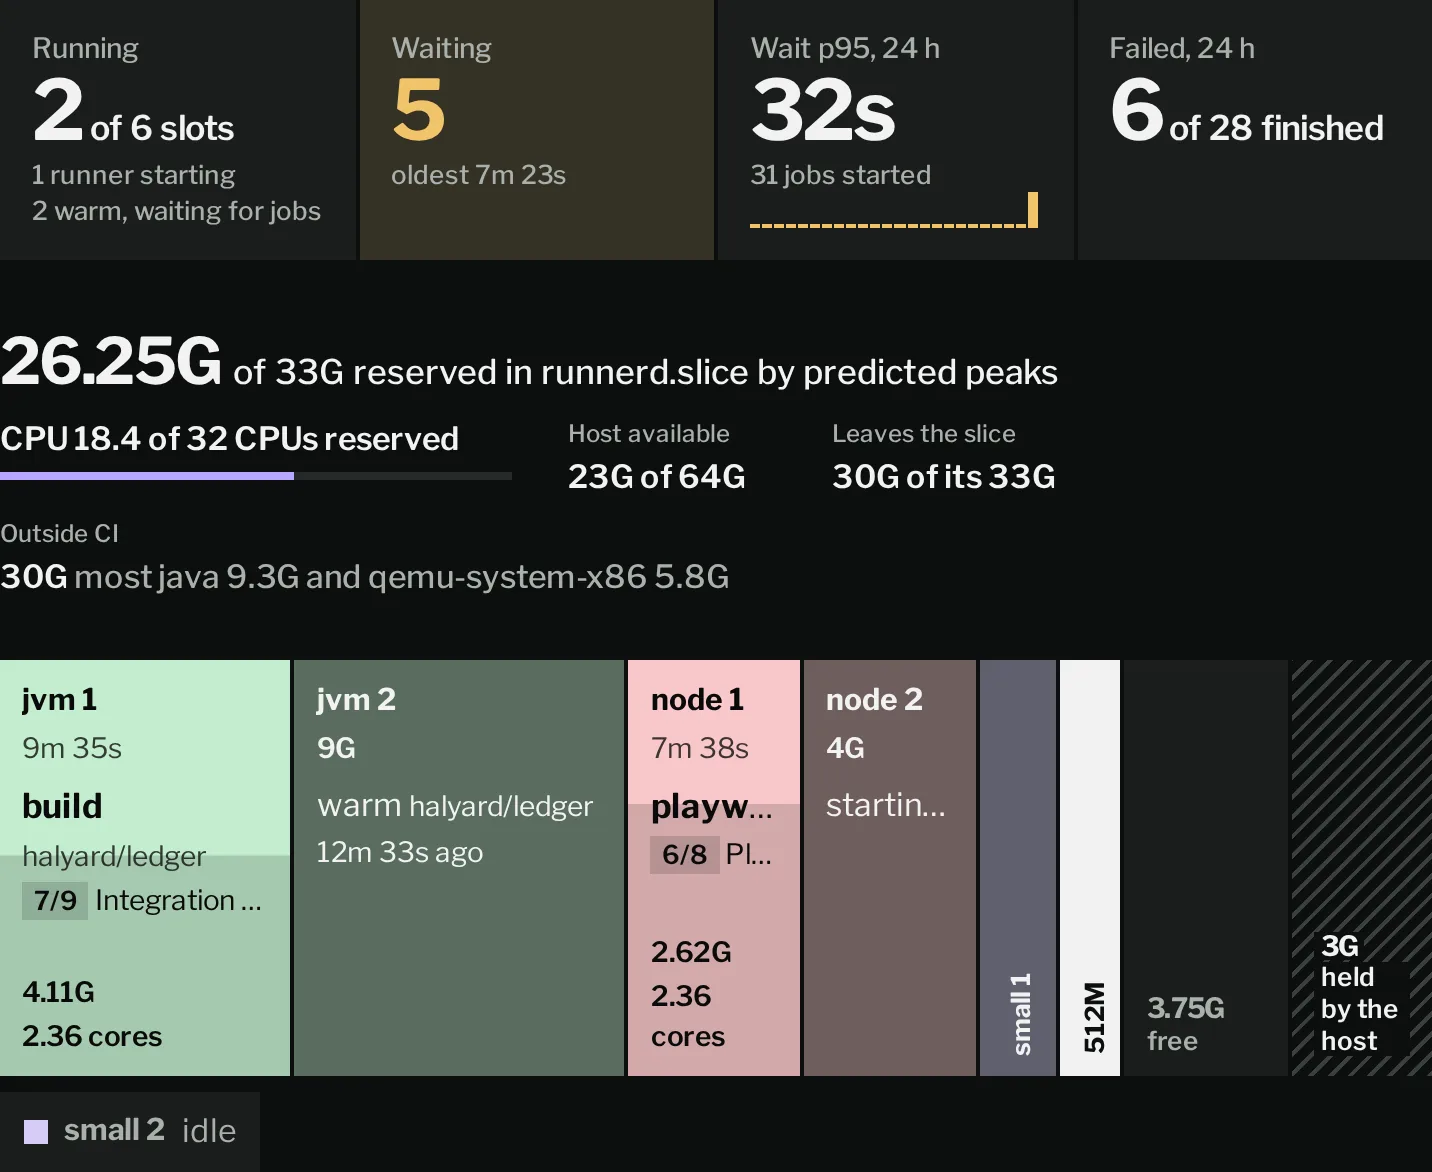 Running
2 of 6 slots
1 runner starting
2 warm, waiting for jobs
Waiting
5
oldest 7m 23s
Wait p95, 24 h
32s
31 jobs started
Failed, 24 h
6 of 28 finished
26.25G of 33G reserved in runnerd.slice by predicted peaks
CPU 18.4 of 32 CPUs reserved
Host available
23G of 64G
Leaves the slice
30G of its 33G
Outside CI
30G most java 9.3G and qemu-system-x86 5.8G
jvm 1
9m 35s
build
halyard/ledger
7/9 Integration ...
4.11G
2.36 cores
jvm 2
9G
warm halyard/ledger
12m 33s ago
node 1
7m 38s
playw...
6/8 Pl...
2.62G
2.36
cores
node 2
4G
startin...
small 1
512M
3.75G
free
3G
held
by the
host
small 2 idle